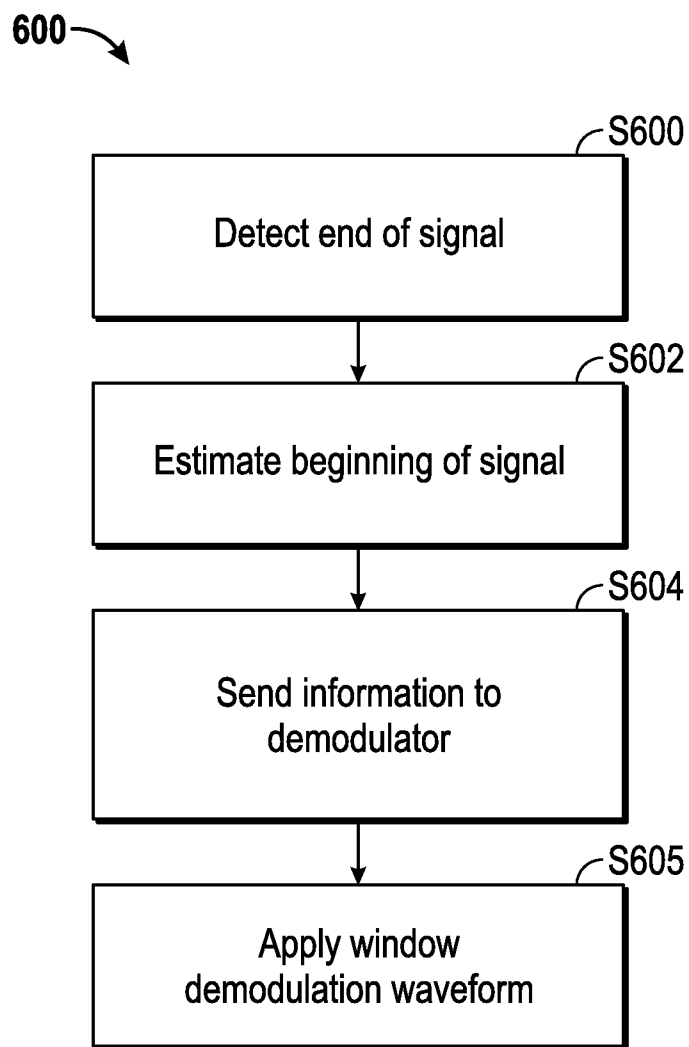 600
S600
Detect end of signal
S602
Estimate beginning of signal
S604
Send information to
demodulator
S605
Apply window
demodulation waveform